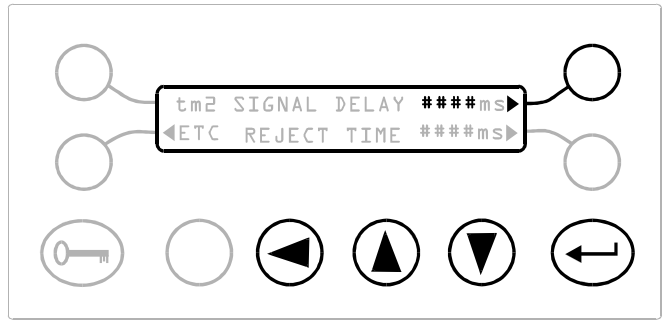 tm2 SIGNAL DELAY ####ms▶
◀ETC REJECT TIME ####ms▶